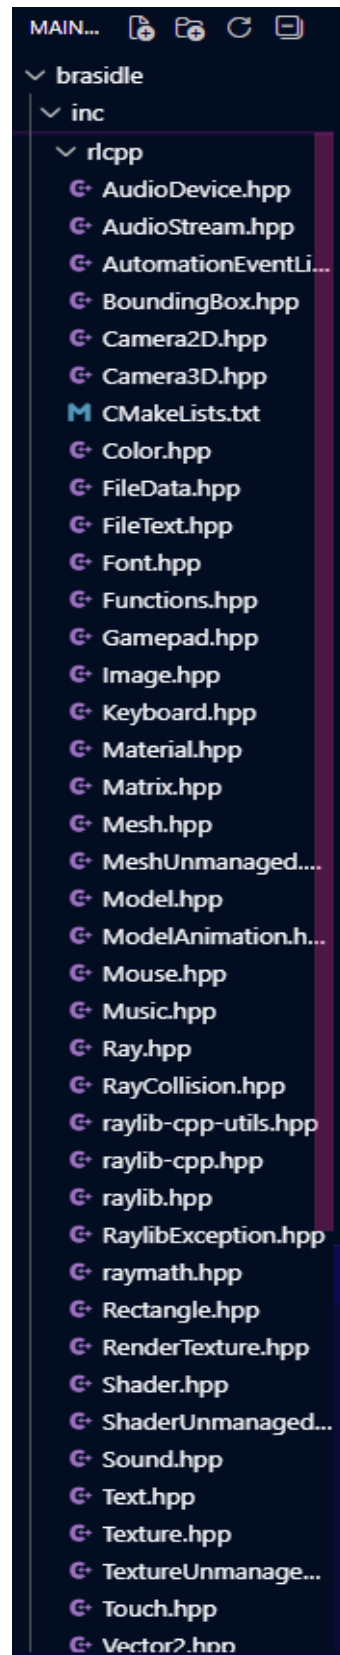 MAIN...
brasidle
inc
rlcpp
AudioDevice.hpp
AudioStream.hpp
AutomationEventLi...
BoundingBox.hpp
Camera2D.hpp
Camera3D.hpp
CMakeLists.txt
Color.hpp
FileData.hpp
FileText.hpp
Font.hpp
Functions.hpp
Gamepad.hpp
Image.hpp
Keyboard.hpp
Material.hpp
Matrix.hpp
Mesh.hpp
MeshUnmanaged....
Model.hpp
ModelAnimation.h...
Mouse.hpp
Music.hpp
Ray.hpp
RayCollision.hpp
raylib-cpp-utils.hpp
raylib-cpp.hpp
raylib.hpp
RaylibException.hpp
raymath.hpp
Rectangle.hpp
RenderTexture.hpp
Shader.hpp
ShaderUnmanaged...
Sound.hpp
Text.hpp
Texture.hpp
TextureUnmanage...
Touch.hpp
Vector2.hpp